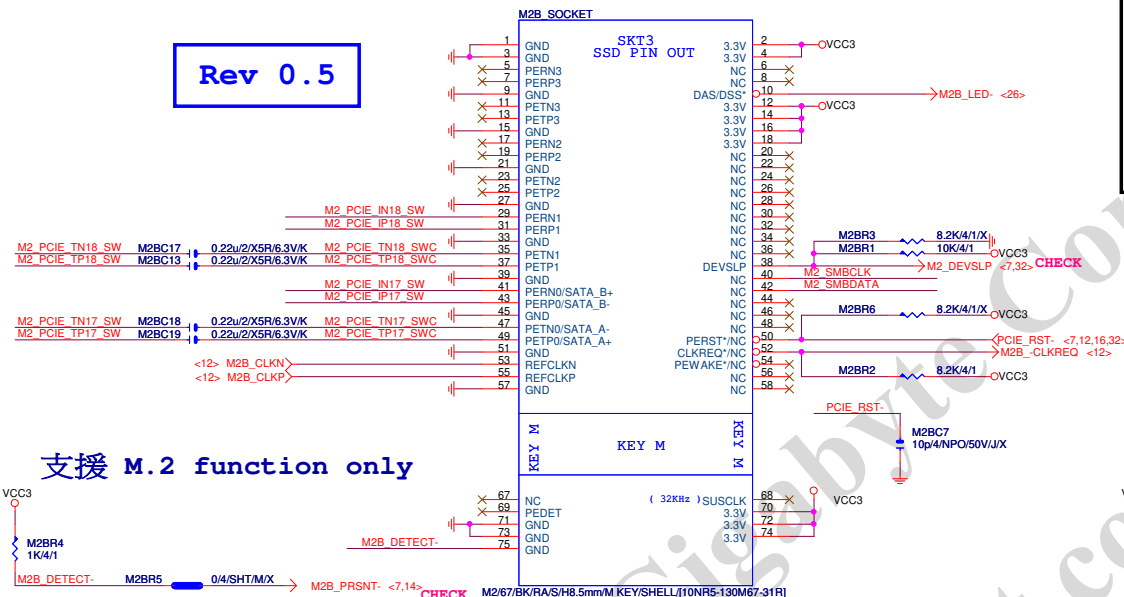 M2B_SOCKET
SKT3
SSD PIN OUT
Rev 0.5
1 GND 3.3V 2 VCC3
3 GND 3.3V 4
5 PERN3 NC 6
7 PERP3 NC 8
9 GND DAS/DSS* 10 M2B_LED- <26>
11 PETN3 3.3V 12 VCC3
13 PETP3 3.3V 14
15 GND 3.3V 16
17 PERN2 3.3V 18
19 PERP2 NC 20
21 GND NC 22
23 PETN2 NC 24
25 PETP2 NC 26
27 GND NC 28
M2_PCIE_IN18_SW 29 PERN1 NC 30
M2_PCIE_IP18_SW 31 PERP1 NC 32
33 GND NC 34 M2BR3 8.2K/4/1/X
M2_PCIE_TN18_SW M2BC17 0.22u/2/X5R/6.3V/K M2_PCIE_TN18_SWC 35 PETN1 NC 36 M2BR1 10K/4/1 VCC3
M2_PCIE_TP18_SW M2BC13 0.22u/2/X5R/6.3V/K M2_PCIE_TP18_SWC 37 PETP1 DEVSLP 38 M2_DEVSLP <7,32> CHECK
39 GND NC 40 M2_SMBCLK
M2_PCIE_IN17_SW 41 PERN0/SATA_B+ NC 42 M2_SMBDATA
M2_PCIE_IP17_SW 43 PERP0/SATA_B- NC 44
45 GND NC 46 M2BR6 8.2K/4/1/X VCC3
M2_PCIE_TN17_SW M2BC18 0.22u/2/X5R/6.3V/K M2_PCIE_TN17_SWC 47 PETN0/SATA_A- NC 48
M2_PCIE_TP17_SW M2BC19 0.22u/2/X5R/6.3V/K M2_PCIE_TP17_SWC 49 PETP0/SATA_A+ PERST*/NC 50 PCIE_RST- <7,12,16,32>
51 GND CLKREQ*/NC 52 M2B_-CLKREQ <12>
<12> M2B_CLKN 53 REFCLKN PEWAKE*/NC 54
<12> M2B_CLKP 55 REFCLKP NC 56 M2BR2 8.2K/4/1 VCC3
57 GND NC 58
PCIE_RST-
M2BC7
10p/4/NPO/50V/J/X
KEY M KEY M KEY M
支援 M.2 function only
67 NC ( 32KHz ) SUSCLK 68 VCC3
69 PEDET 3.3V 70
71 GND 3.3V 72
73 GND 3.3V 74
M2B_DETECT- 75 GND
VCC3
M2BR4
1K/4/1
M2B_DETECT- M2BR5 0/4/SHT/M/X M2B_PRSNT- <7,14> CHECK
M2/67/BK/RA/S/H8.5mm/M KEY/SHELL/[10NR5-130M67-31R]